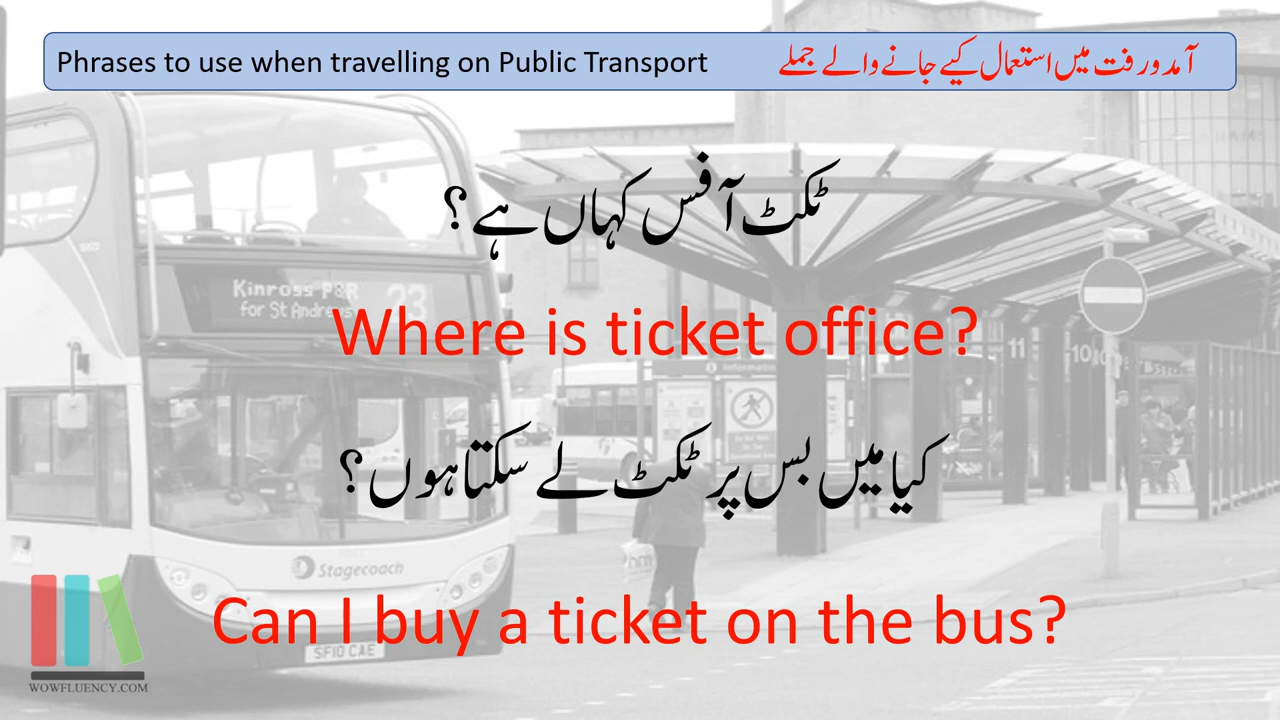 Phrases to use when travelling on Public Transport
آمدورفت میں استعمال کیے جانے والے جملے
ٹکٹ آفس کہاں ہے؟
Where is ticket office?
کیا میں بس پر ٹکٹ لے سکتا ہوں؟
Can I buy a ticket on the bus?
Kinross P&R
for St Andrews
23
11
10
Stagecoach
SF10 CAE
WOWFLUENCY.COM